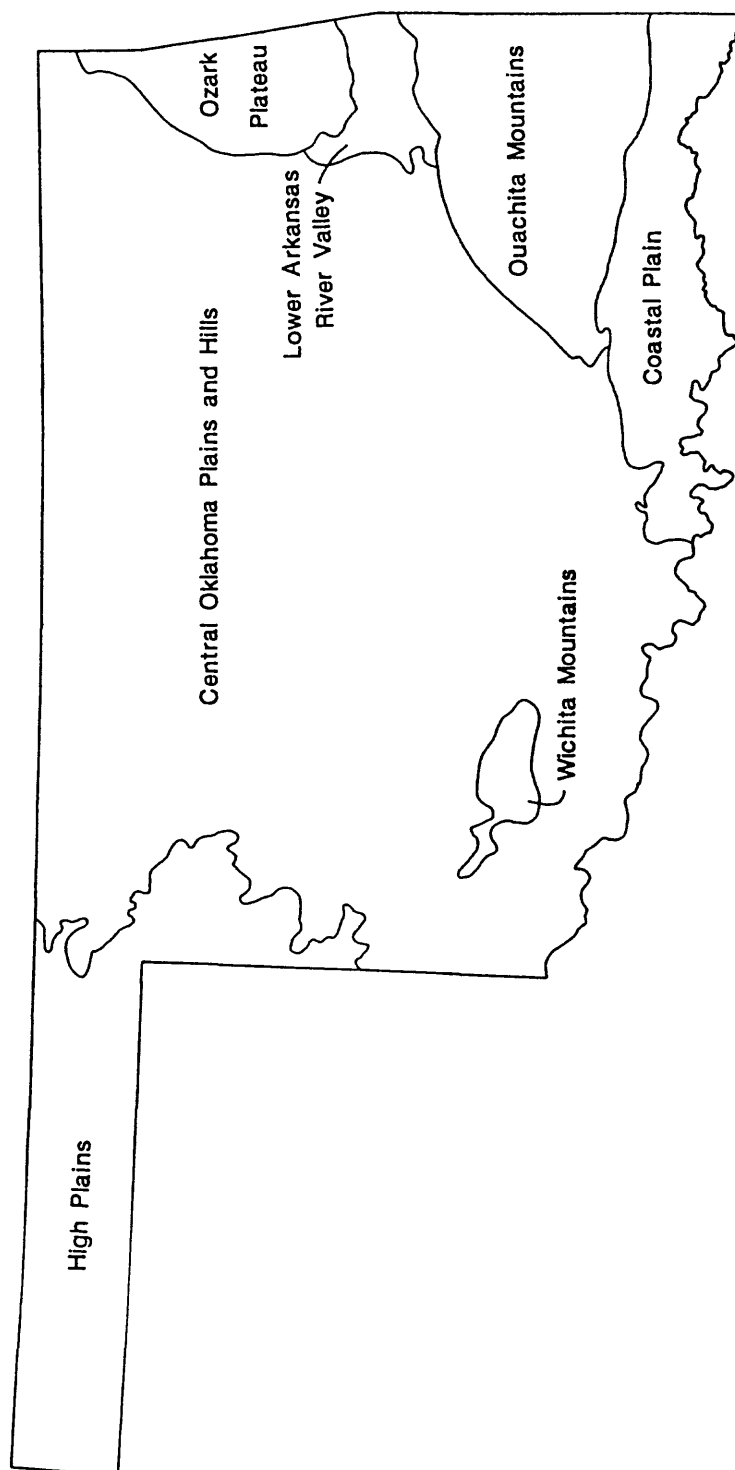 High Plains
Central Oklahoma Plains and Hills
Ozark
Plateau
Lower Arkansas
River Valley
Ouachita Mountains
Wichita Mountains
Coastal Plain